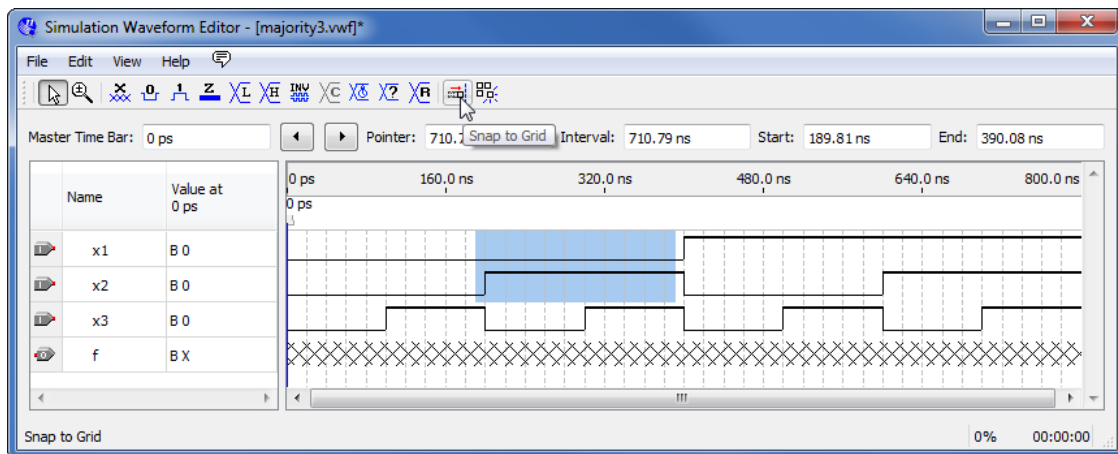 Simulation Waveform Editor - [majority3.vwf]*
File Edit View Help
Master Time Bar: 0 ps Pointer: 710.7 Snap to Grid Interval: 710.79 ns Start: 189.81 ns End: 390.08 ns
Name Value at 0 ps
0 ps 160.0 ns 320.0 ns 480.0 ns 640.0 ns 800.0 ns
0 ps
x1 B 0
x2 B 0
x3 B 0
f B X
Snap to Grid 0% 00:00:00